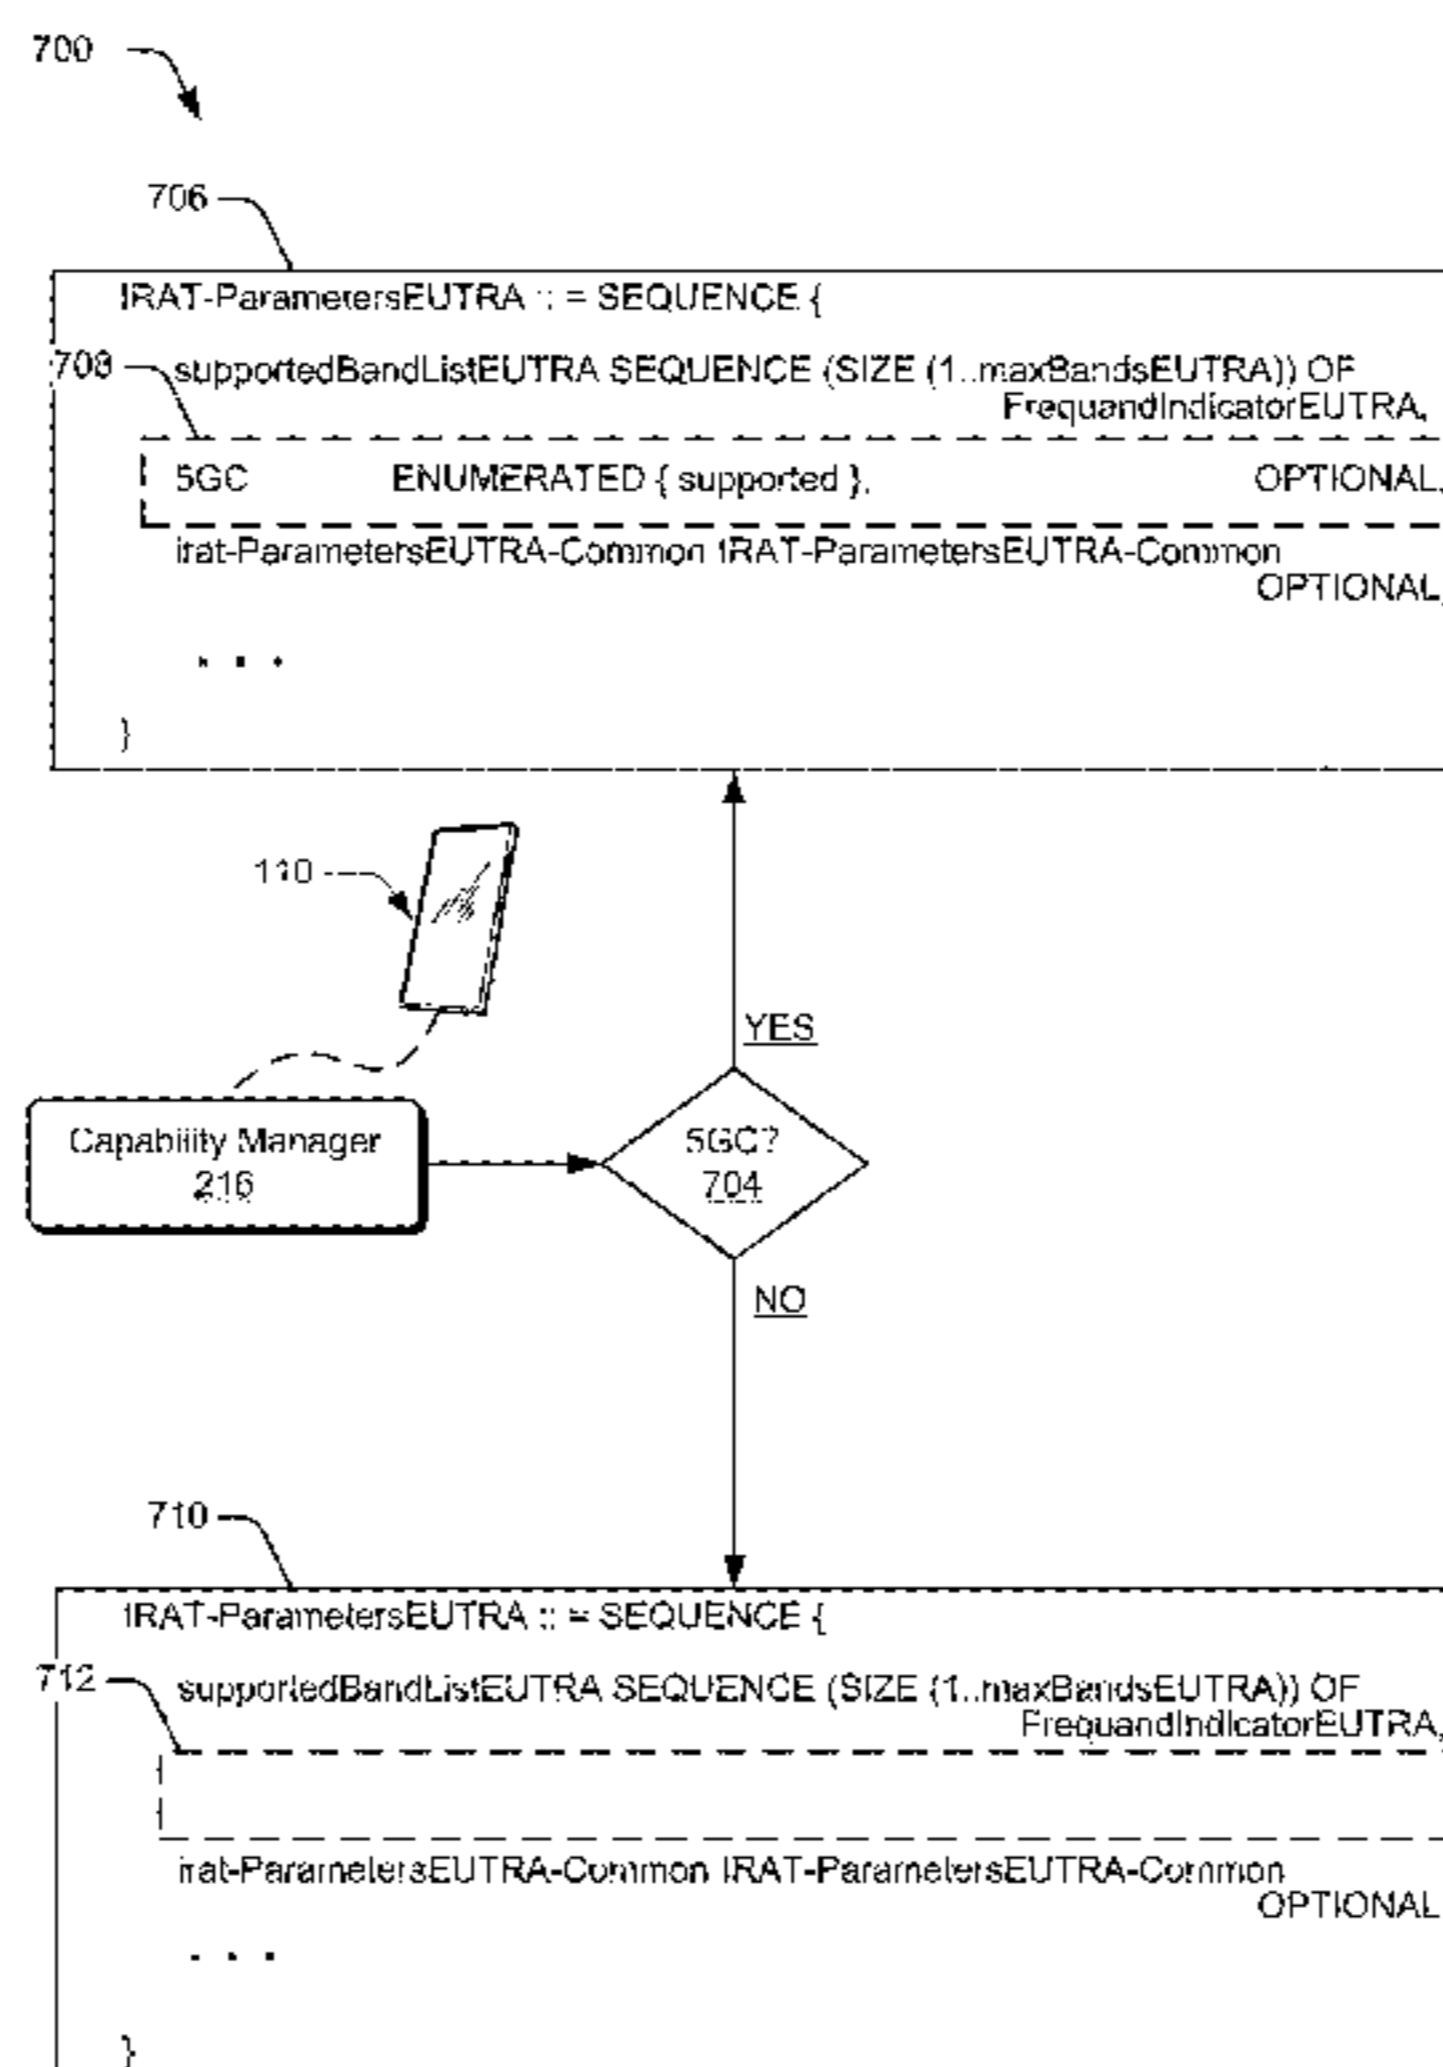 700
706
IRAT-ParametersEUTRA :: = SEQUENCE {
708
supportedBandListEUTRA SEQUENCE (SIZE (1..maxBandsEUTRA)) OF
FrequandIndicatorEUTRA,
5GC ENUMERATED { supported }, OPTIONAL,
irat-ParametersEUTRA-Common IRAT-ParametersEUTRA-Common
OPTIONAL,
. . .
}
110
YES
Capability Manager
216
5GC?
704
NO
710
IRAT-ParametersEUTRA :: = SEQUENCE {
712
supportedBandListEUTRA SEQUENCE (SIZE (1..maxBandsEUTRA)) OF
FrequandIndicatorEUTRA,
irat-ParametersEUTRA-Common IRAT-ParametersEUTRA-Common
OPTIONAL
. . .
}